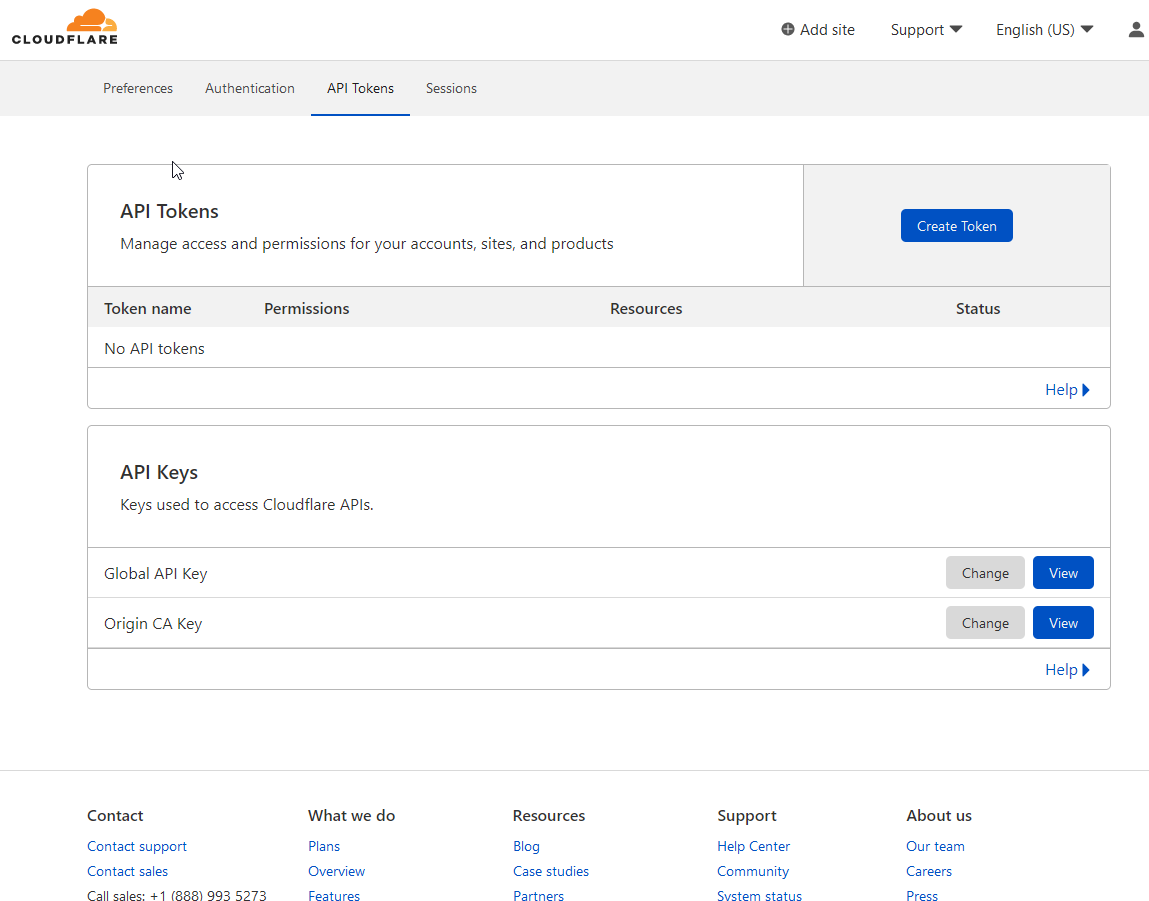 CLOUDFLARE
Add site Support English (US)
Preferences Authentication API Tokens Sessions
API Tokens
Manage access and permissions for your accounts, sites, and products
Create Token
Token name Permissions Resources Status
No API tokens
Help
API Keys
Keys used to access Cloudflare APIs.
Global API Key Change View
Origin CA Key Change View
Help
Contact What we do Resources Support About us
Contact support Plans Blog Help Center Our team
Contact sales Overview Case studies Community Careers
Call sales: +1 (888) 993 5273 Features Partners System status Press